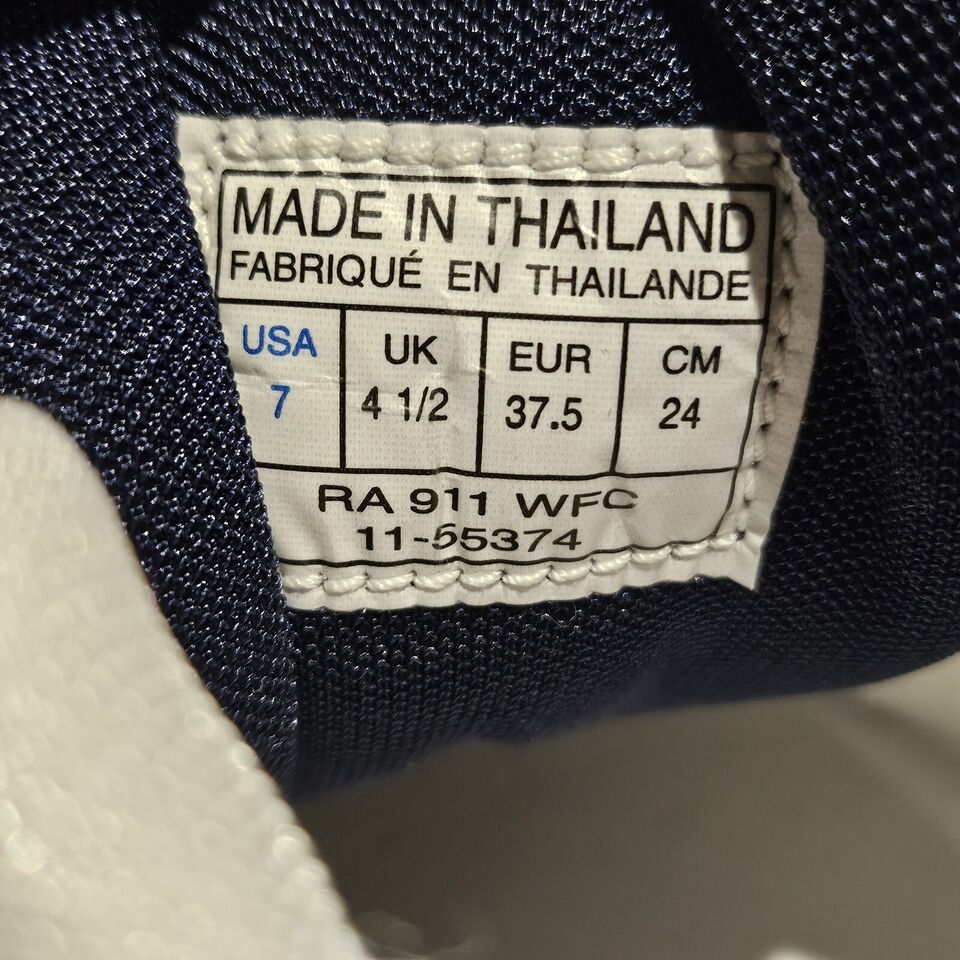 MADE IN THAILAND
FABRIQUÉ EN THAILANDE
USA UK EUR CM
7 4 1/2 37.5 24
RA 911 WFC
11-55374